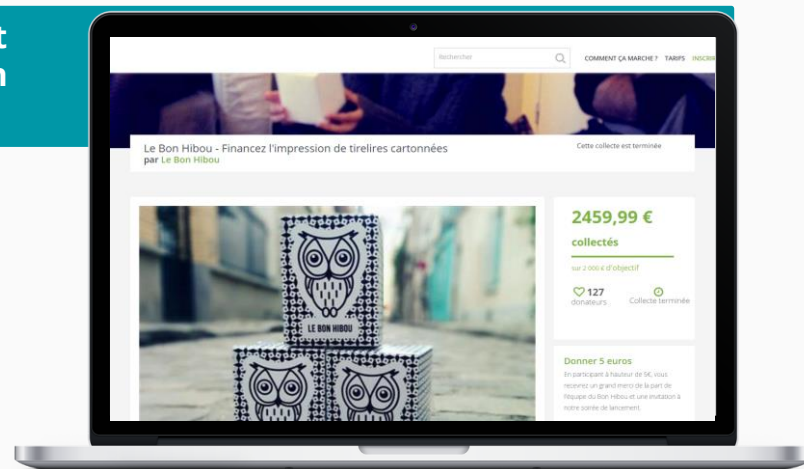 t
n
Rechercher
COMMENT ÇA MARCHE ? TARIFS INSCRIR
Le Bon Hibou - Financez l'impression de tirelires cartonnées
par Le Bon Hibou
Cette collecte est terminée
LE BON HIBOU
2459,99 €
collectés
sur 2 000 € d'objectif
127
donateurs
Collecte terminée
Donner 5 euros
En participant à hauteur de 5€, vous
recevrez un grand merci de la part de
l'équipe du Bon Hibou et une invitation à
notre soirée de lancement.